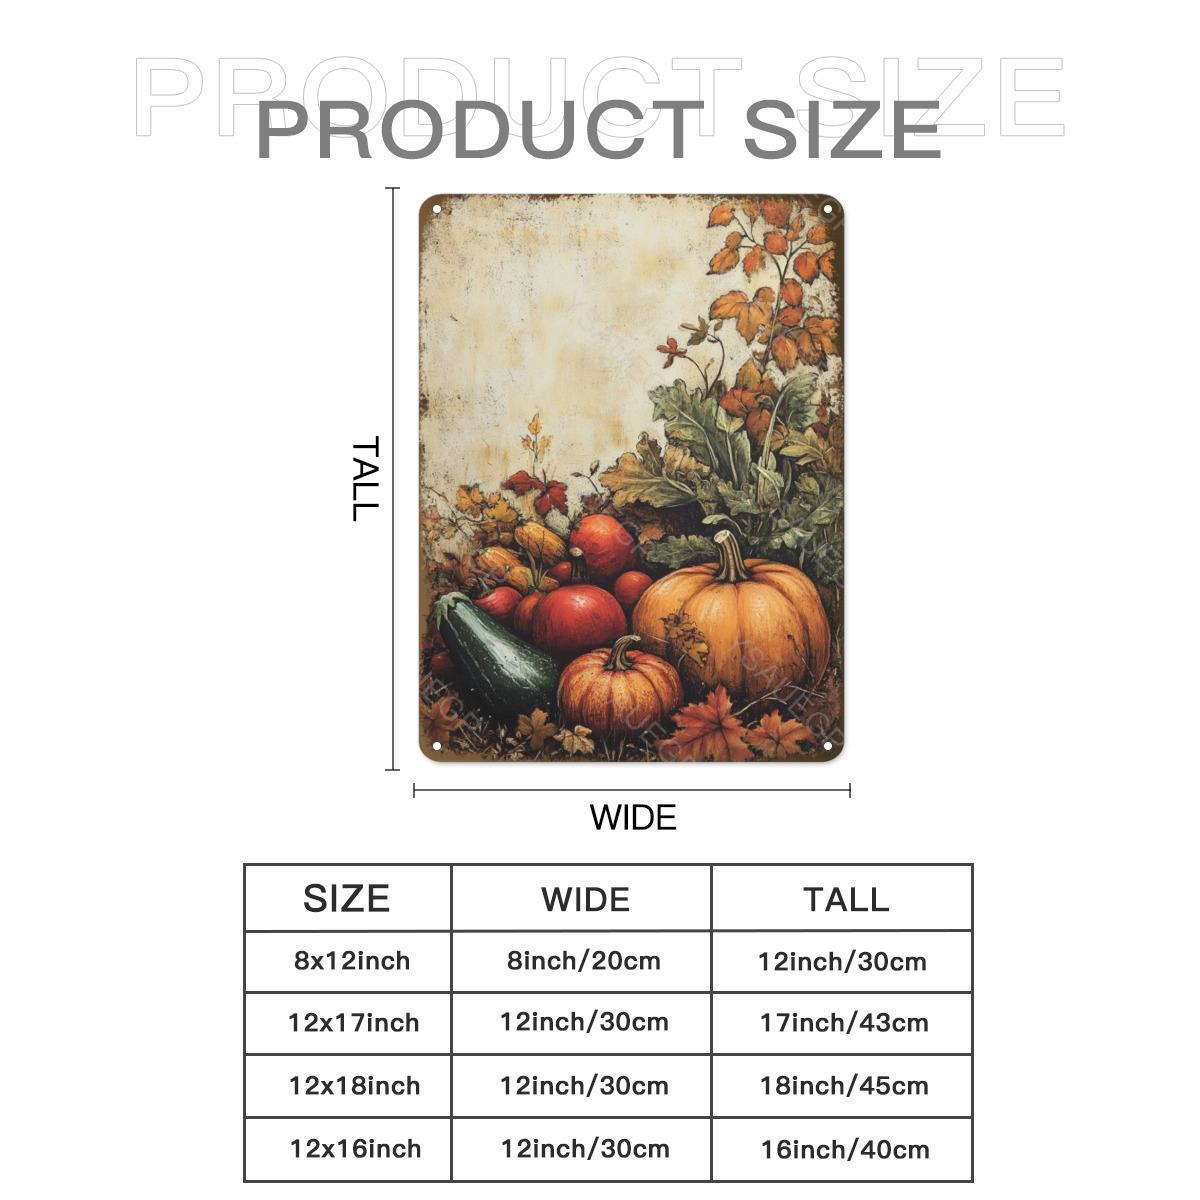 PRODUCT SIZE
PRODUCT SIZE
TALL
WIDE
SIZE WIDE TALL
8x12inch 8inch/20cm 12inch/30cm
12x17inch 12inch/30cm 17inch/43cm
12x18inch 12inch/30cm 18inch/45cm
12x16inch 12inch/30cm 16inch/40cm